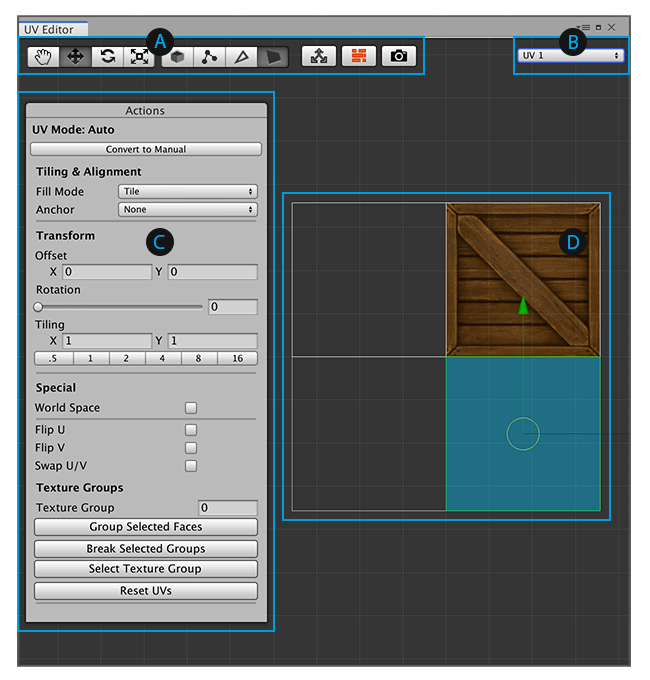 UV Editor
A
B
UV 1
Actions
UV Mode: Auto
Convert to Manual
Tiling & Alignment
Fill Mode Tile
Anchor None
Transform
C
D
Offset
X 0 Y 0
Rotation
0
Tiling
X 1 Y 1
.5 1 2 4 8 16
Special
World Space
Flip U
Flip V
Swap U/V
Texture Groups
Texture Group 0
Group Selected Faces
Break Selected Groups
Select Texture Group
Reset UVs